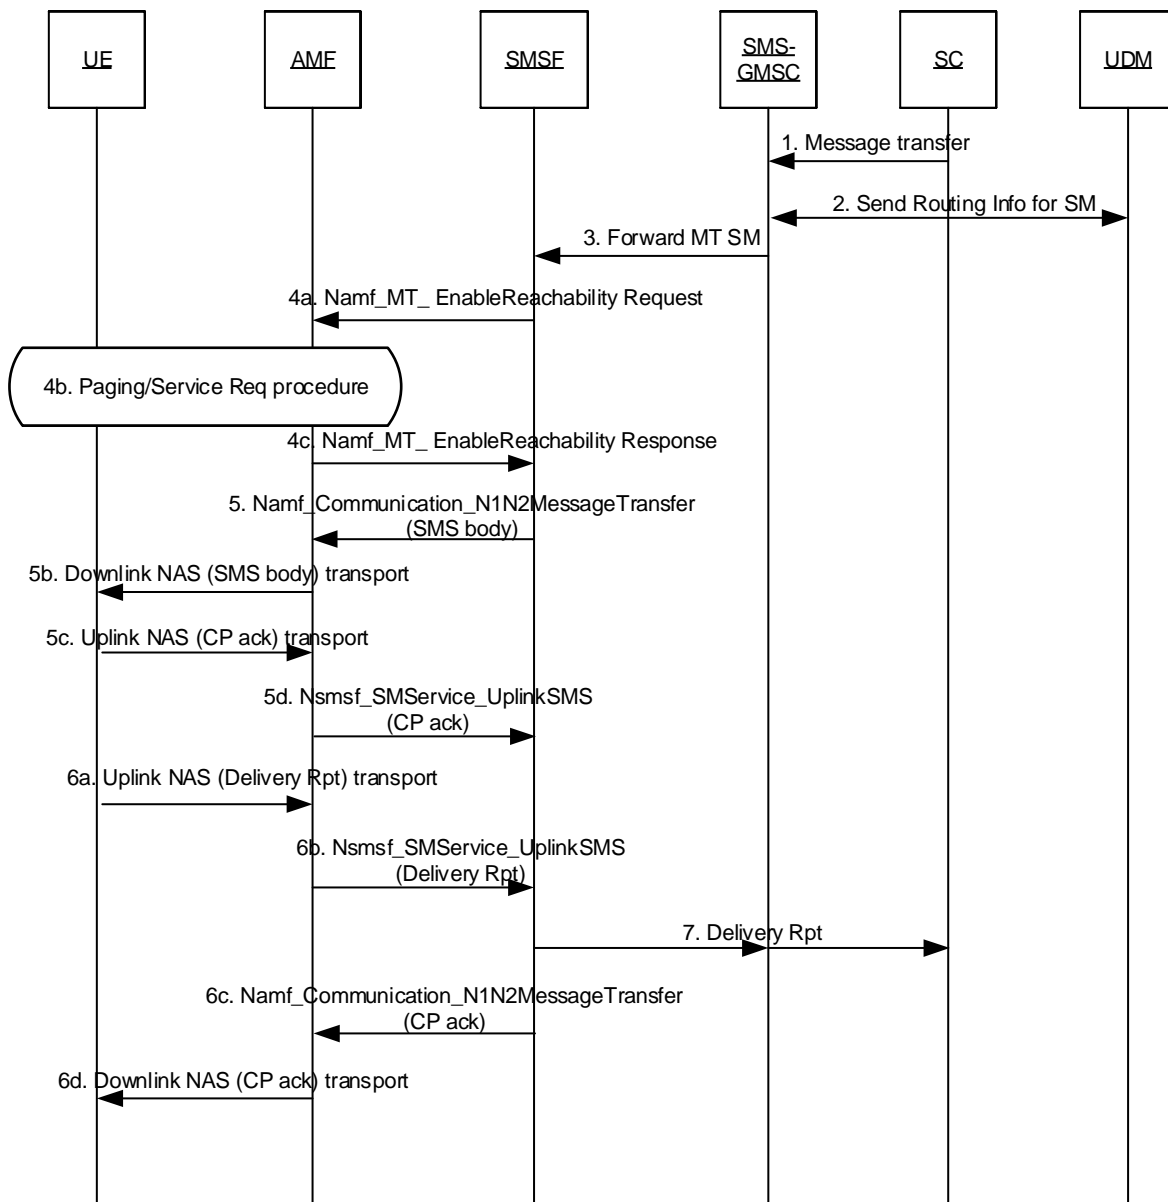 UE
AMF
SMSF
SMS-
GMSC
SC
UDM
1. Message transfer
2. Send Routing Info for SM
3. Forward MT SM
4a. Namf_MT_ EnableReachability Request
4b. Paging/Service Req procedure
4c. Namf_MT_ EnableReachability Response
5. Namf_Communication_N1N2MessageTransfer
(SMS body)
5b. Downlink NAS (SMS body) transport
5c. Uplink NAS (CP ack) transport
5d. Nsmsf_SMService_UplinkSMS
(CP ack)
6a. Uplink NAS (Delivery Rpt) transport
6b. Nsmsf_SMService_UplinkSMS
(Delivery Rpt)
7. Delivery Rpt
6c. Namf_Communication_N1N2MessageTransfer
(CP ack)
6d. Downlink NAS (CP ack) transport